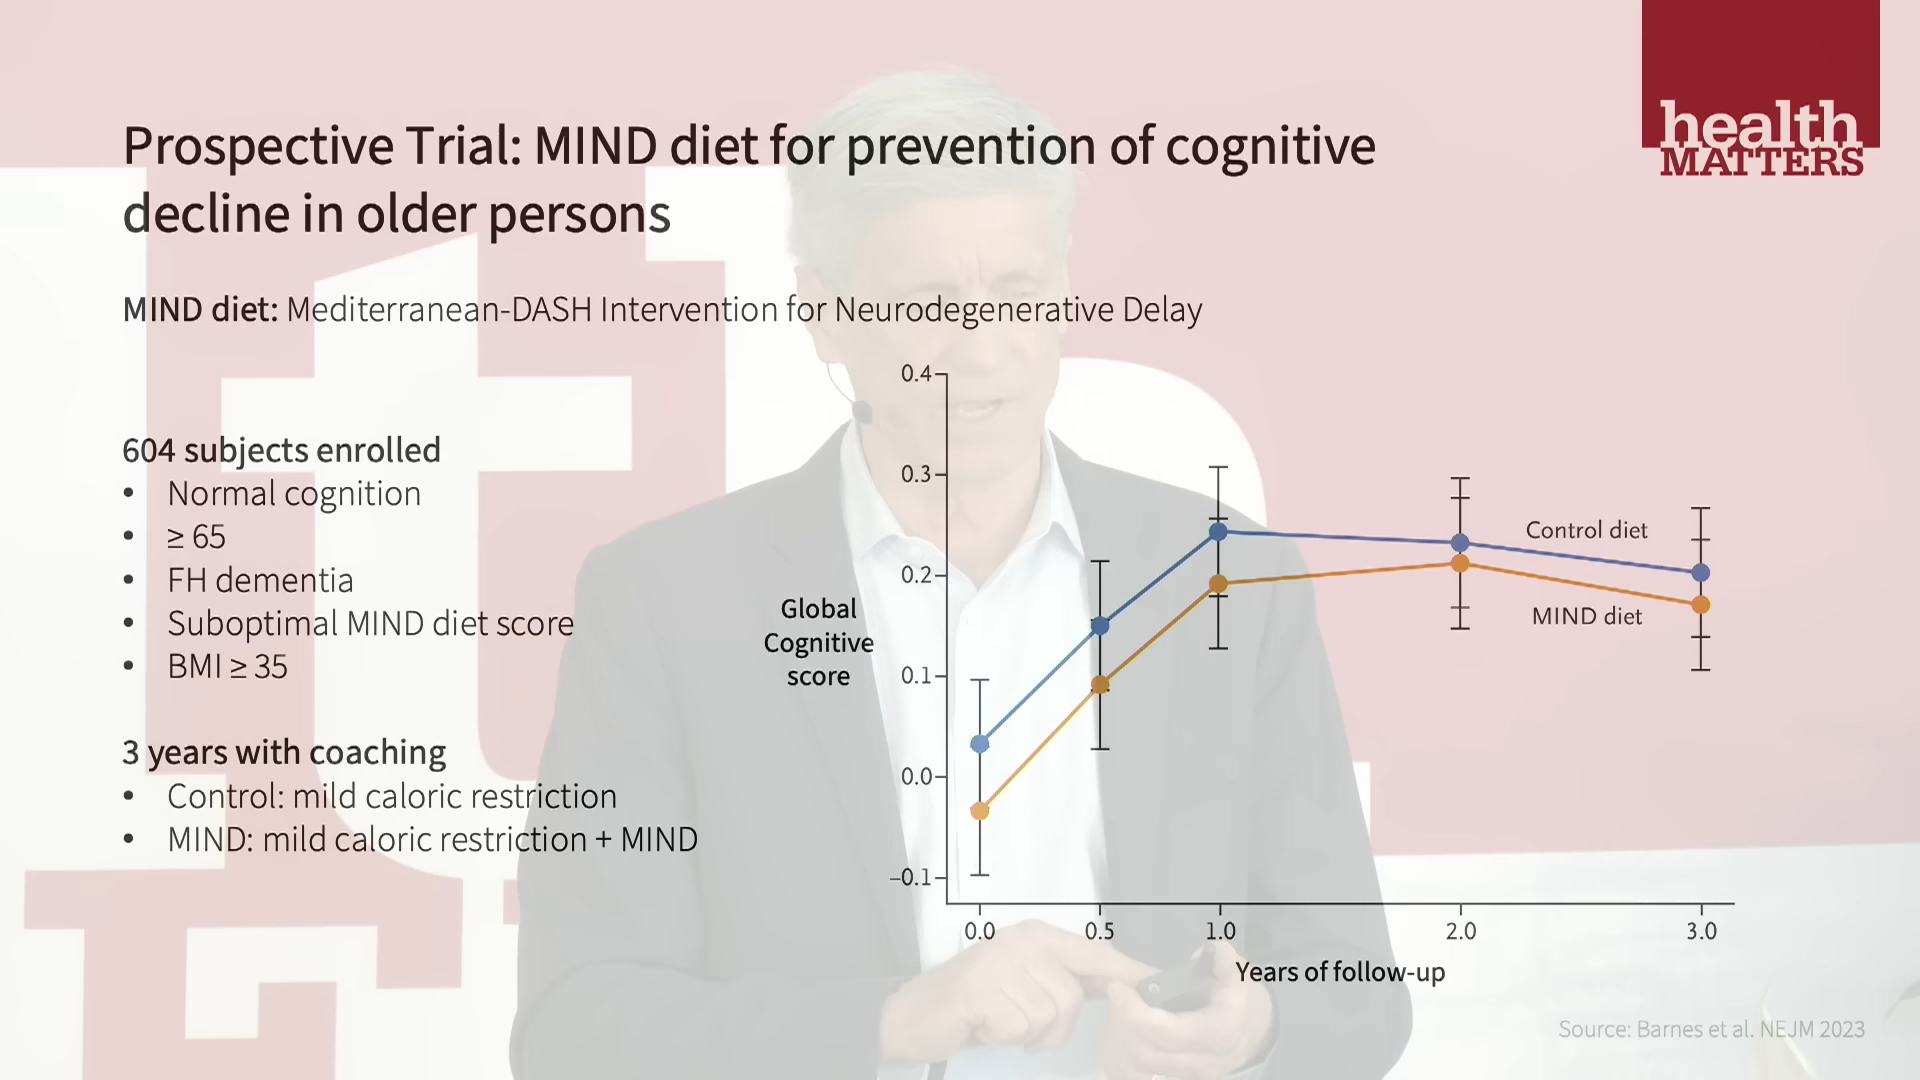 health
MATTERS
Prospective Trial: MIND diet for prevention of cognitive
decline in older persons
MIND diet: Mediterranean-DASH Intervention for Neurodegenerative Delay
604 subjects enrolled
• Normal cognition
• ≥ 65
• FH dementia
• Suboptimal MIND diet score
• BMI ≥ 35
3 years with coaching
• Control: mild caloric restriction
• MIND: mild caloric restriction + MIND
Global
Cognitive
score
0.4
0.3
0.2
0.1
0.0
–0.1
Control diet
MIND diet
0.0 0.5 1.0 2.0 3.0
Years of follow-up
Source: Barnes et al. NEJM 2023